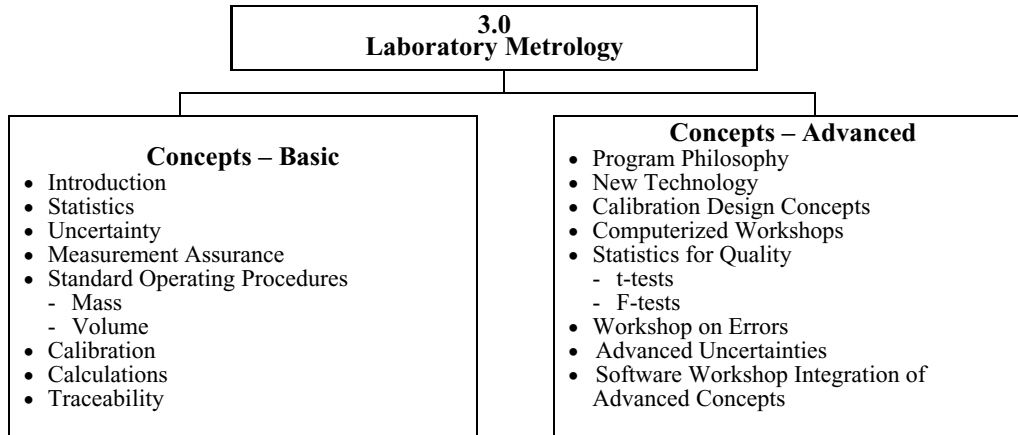 3.0
Laboratory Metrology
Concepts – Basic
• Introduction
• Statistics
• Uncertainty
• Measurement Assurance
• Standard Operating Procedures
- Mass
- Volume
• Calibration
• Calculations
• Traceability
Concepts – Advanced
• Program Philosophy
• New Technology
• Calibration Design Concepts
• Computerized Workshops
• Statistics for Quality
- t-tests
- F-tests
• Workshop on Errors
• Advanced Uncertainties
• Software Workshop Integration of
Advanced Concepts